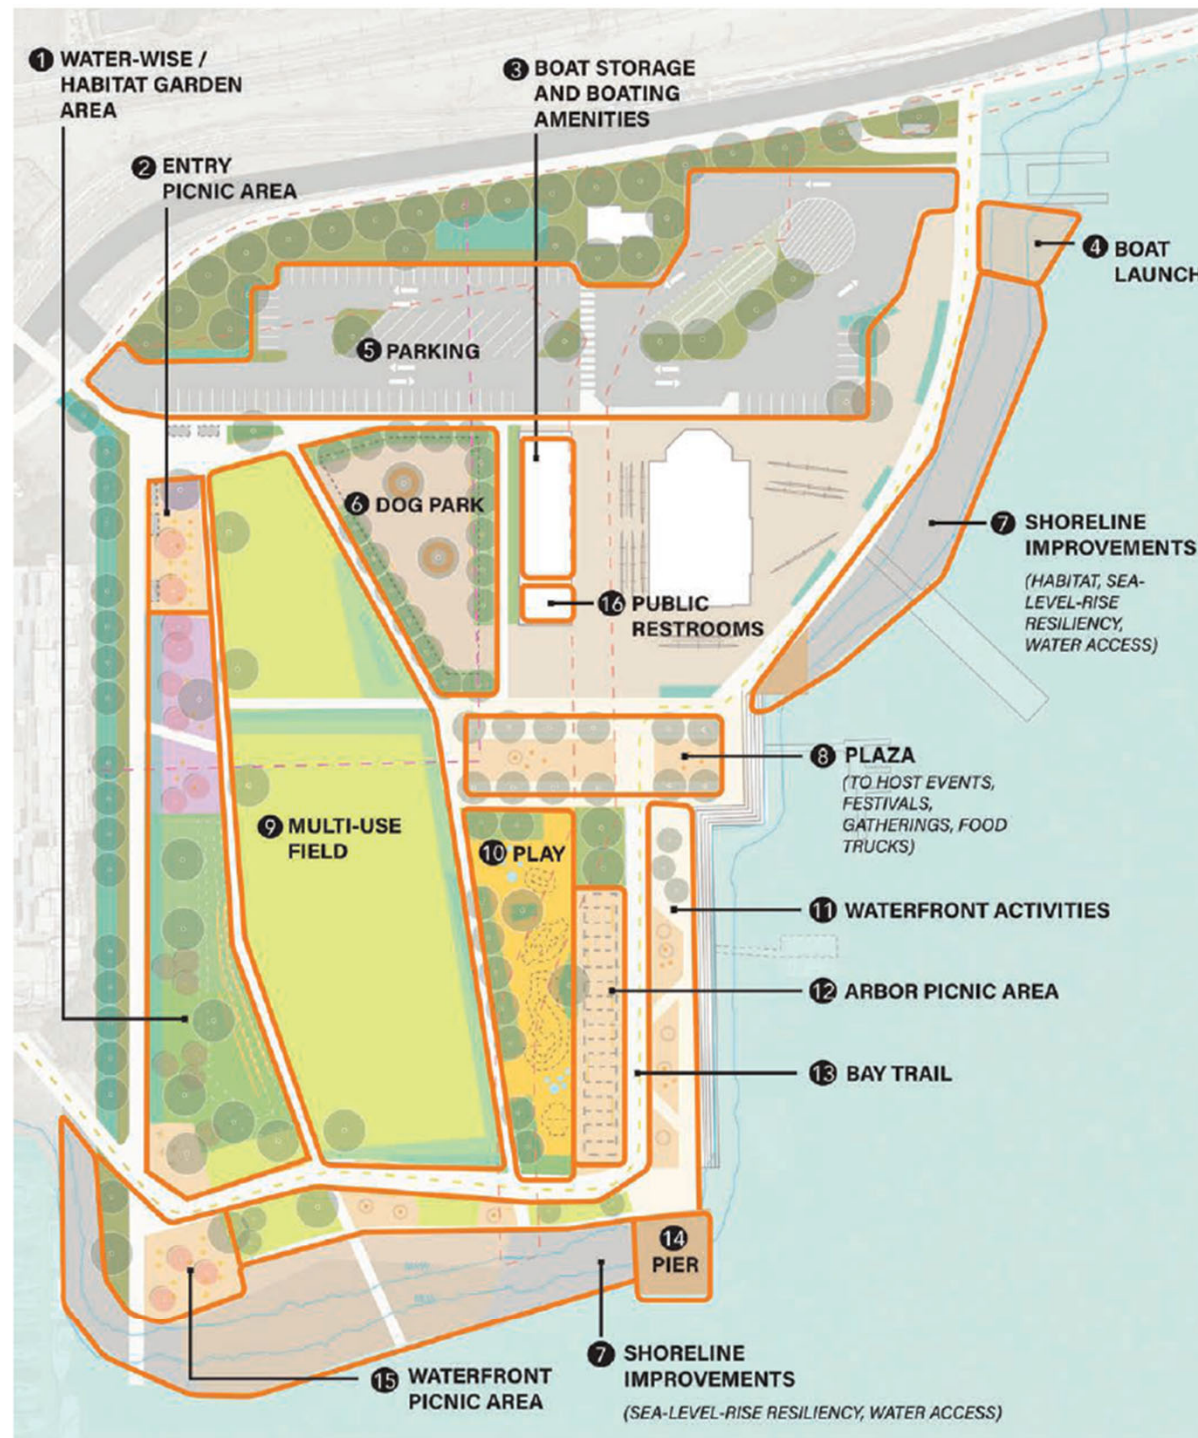 1 WATER-WISE /
HABITAT GARDEN
AREA
2 ENTRY
PICNIC AREA
3 BOAT STORAGE
AND BOATING
AMENITIES
4 BOAT
LAUNCH
5 PARKING
6 DOG PARK
7 SHORELINE
IMPROVEMENTS
(HABITAT, SEA-
LEVEL-RISE
RESILIENCY,
WATER ACCESS)
16 PUBLIC
RESTROOMS
8 PLAZA
(TO HOST EVENTS,
FESTIVALS,
GATHERINGS, FOOD
TRUCKS)
9 MULTI-USE
FIELD
10 PLAY
11 WATERFRONT ACTIVITIES
12 ARBOR PICNIC AREA
13 BAY TRAIL
14
PIER
15 WATERFRONT
PICNIC AREA
7 SHORELINE
IMPROVEMENTS
(SEA-LEVEL-RISE RESILIENCY, WATER ACCESS)